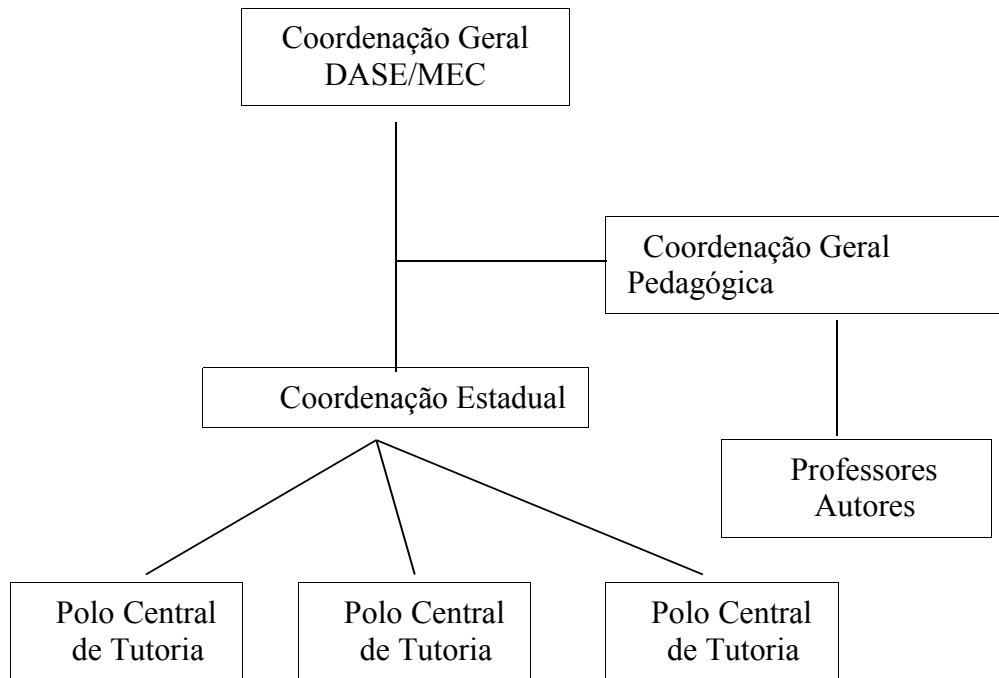 Coordenação Geral
DASE/MEC
Coordenação Geral
Pedagógica
Coordenação Estadual
Professores
Autores
Polo Central
de Tutoria
Polo Central
de Tutoria
Polo Central
de Tutoria